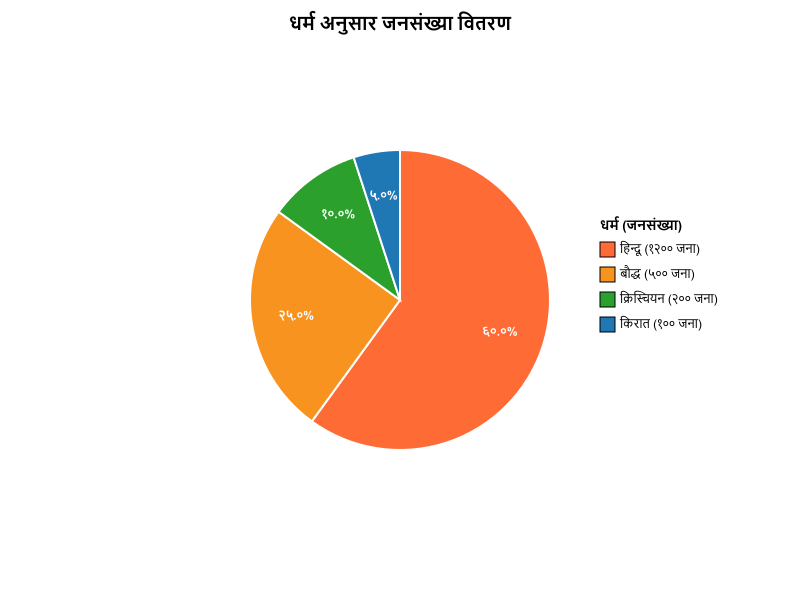 धर्म अनुसार जनसंख्या वितरण
५.०%
१०.०%
२५.०%
६०.०%
धर्म (जनसंख्या)
हिन्दू (१२०० जना)
बौद्ध (५०० जना)
क्रिस्चियन (२०० जना)
किरात (१०० जना)